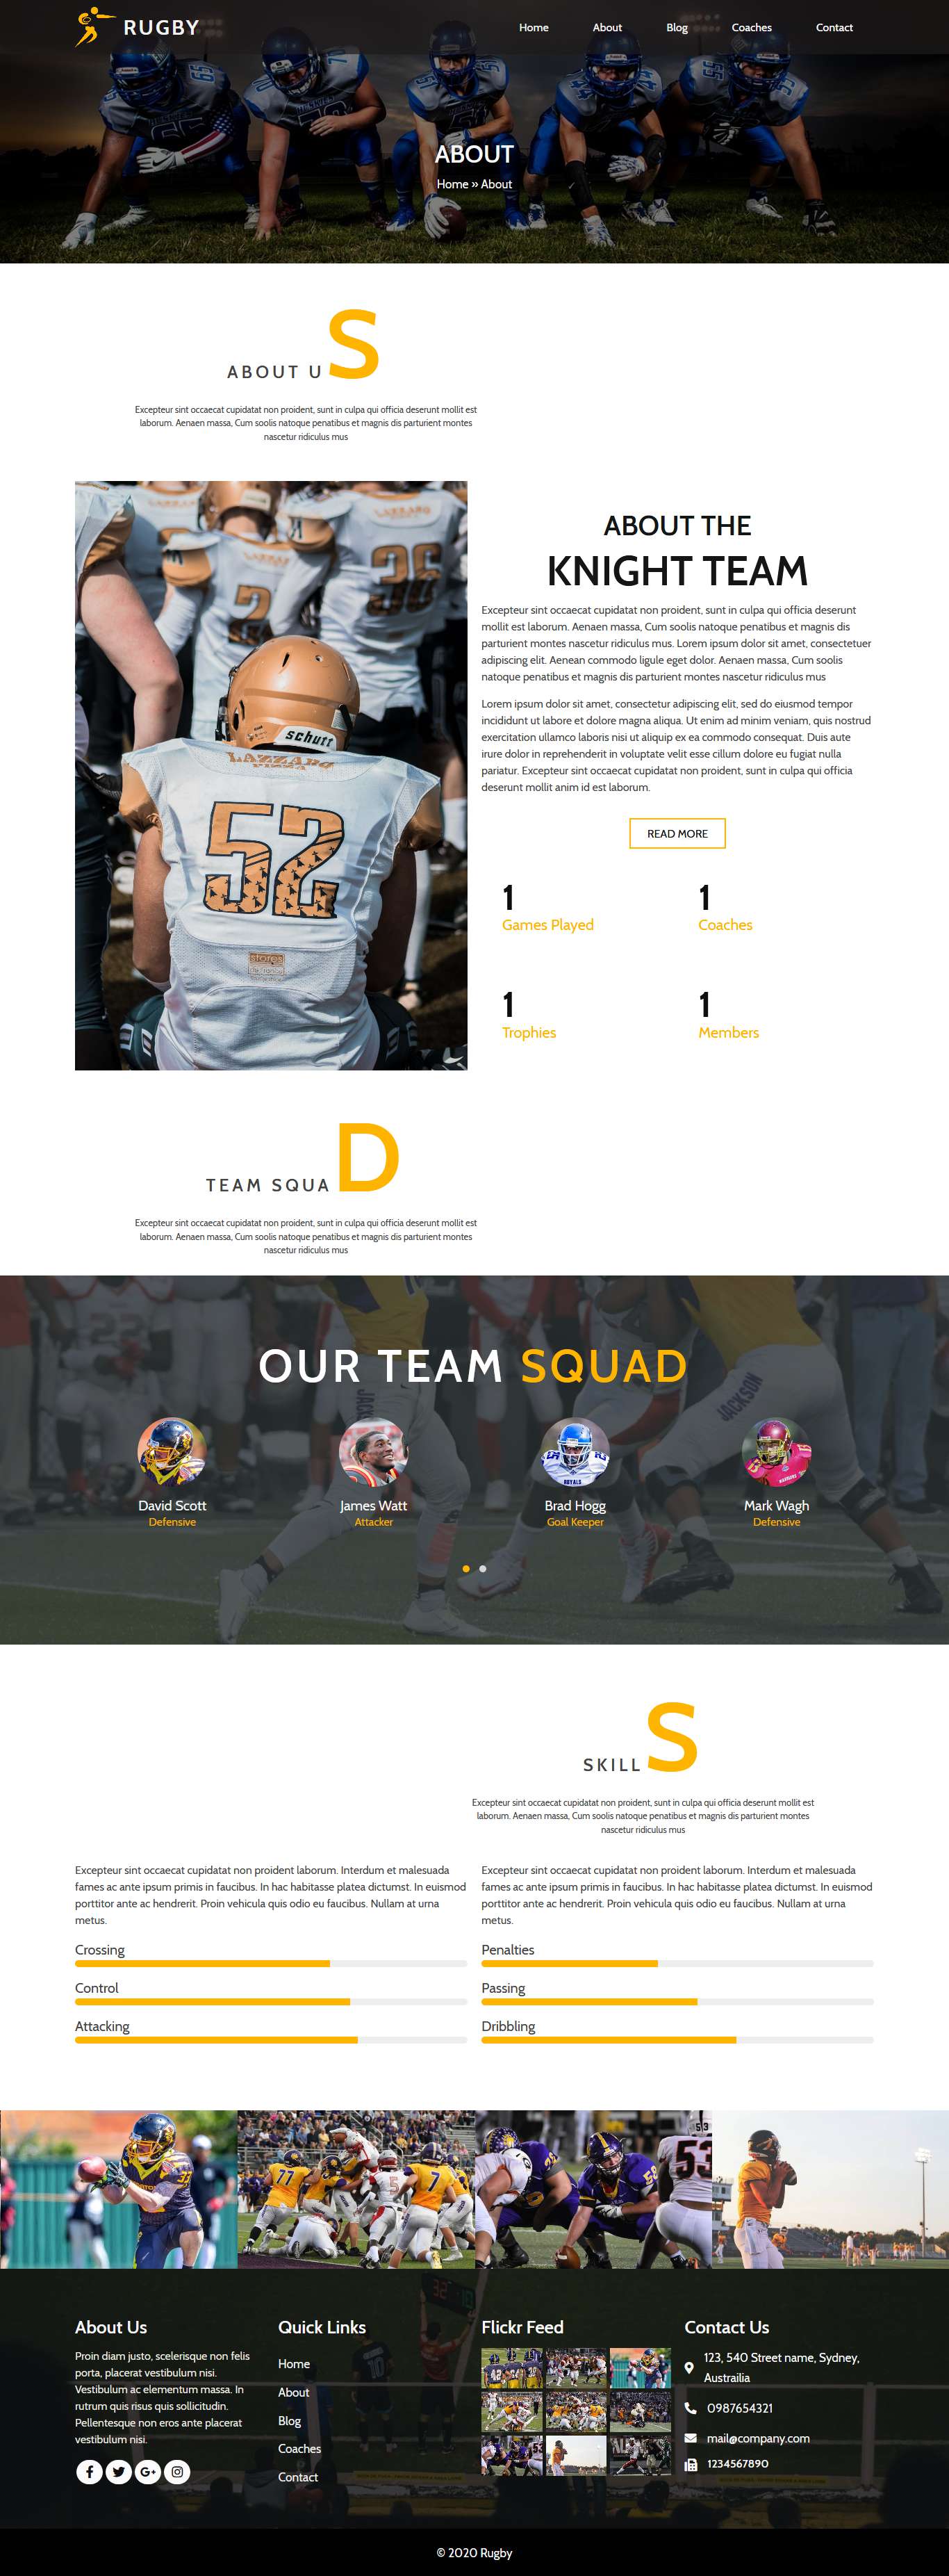 RUGBY
Home About Blog Coaches Contact
ABOUT
Home » About
ABOUT US
Excepteur sint occaecat cupidatat non proident, sunt in culpa qui officia deserunt mollit est
laborum. Aenaen massa, Cum soolis natoque penatibus et magnis dis parturient montes
nascetur ridiculus mus
schutt
LAZZARO
PIZZA
52
ABOUT THE
KNIGHT TEAM
Excepteur sint occaecat cupidatat non proident, sunt in culpa qui officia deserunt
mollit est laborum. Aenaen massa, Cum soolis natoque penatibus et magnis dis
parturient montes nascetur ridiculus mus. Lorem ipsum dolor sit amet, consectetuer
adipiscing elit. Aenean commodo ligule eget dolor. Aenaen massa, Cum soolis
natoque penatibus et magnis dis parturient montes nascetur ridiculus mus
Lorem ipsum dolor sit amet, consectetur adipiscing elit, sed do eiusmod tempor
incididunt ut labore et dolore magna aliqua. Ut enim ad minim veniam, quis nostrud
exercitation ullamco laboris nisi ut aliquip ex ea commodo consequat. Duis aute
irure dolor in reprehenderit in voluptate velit esse cillum dolore eu fugiat nulla
pariatur. Excepteur sint occaecat cupidatat non proident, sunt in culpa qui officia
deserunt mollit anim id est laborum.
READ MORE
1 1
Games Played Coaches
1 1
Trophies Members
TEAM SQUAD
Excepteur sint occaecat cupidatat non proident, sunt in culpa qui officia deserunt mollit est
laborum. Aenaen massa, Cum soolis natoque penatibus et magnis dis parturient montes
nascetur ridiculus mus
OUR TEAM SQUAD
JACKSON
David Scott James Watt Brad Hogg Mark Wagh
Defensive Attacker Goal Keeper Defensive
SKILLS
Excepteur sint occaecat cupidatat non proident, sunt in culpa qui officia deserunt mollit est
laborum. Aenaen massa, Cum soolis natoque penatibus et magnis dis parturient montes
nascetur ridiculus mus
Excepteur sint occaecat cupidatat non proident laborum. Interdum et malesuada
fames ac ante ipsum primis in faucibus. In hac habitasse platea dictumst. In euismod
porttitor ante ac hendrerit. Proin vehicula quis odio eu faucibus. Nullam at urna
metus.
Crossing
Control
Attacking
Excepteur sint occaecat cupidatat non proident laborum. Interdum et malesuada
fames ac ante ipsum primis in faucibus. In hac habitasse platea dictumst. In euismod
porttitor ante ac hendrerit. Proin vehicula quis odio eu faucibus. Nullam at urna
metus.
Penalties
Passing
Dribbling
About Us
Proin diam justo, scelerisque non felis
porta, placerat vestibulum nisi.
Vestibulum ac elementum massa. In
rutrum quis risus quis sollicitudin.
Pellentesque non eros ante placerat
vestibulum nisi.
Quick Links
Home
About
Blog
Coaches
Contact
Flickr Feed
Contact Us
123, 540 Street name, Sydney,
Austrailia
0987654321
mail@company.com
1234567890
© 2020 Rugby